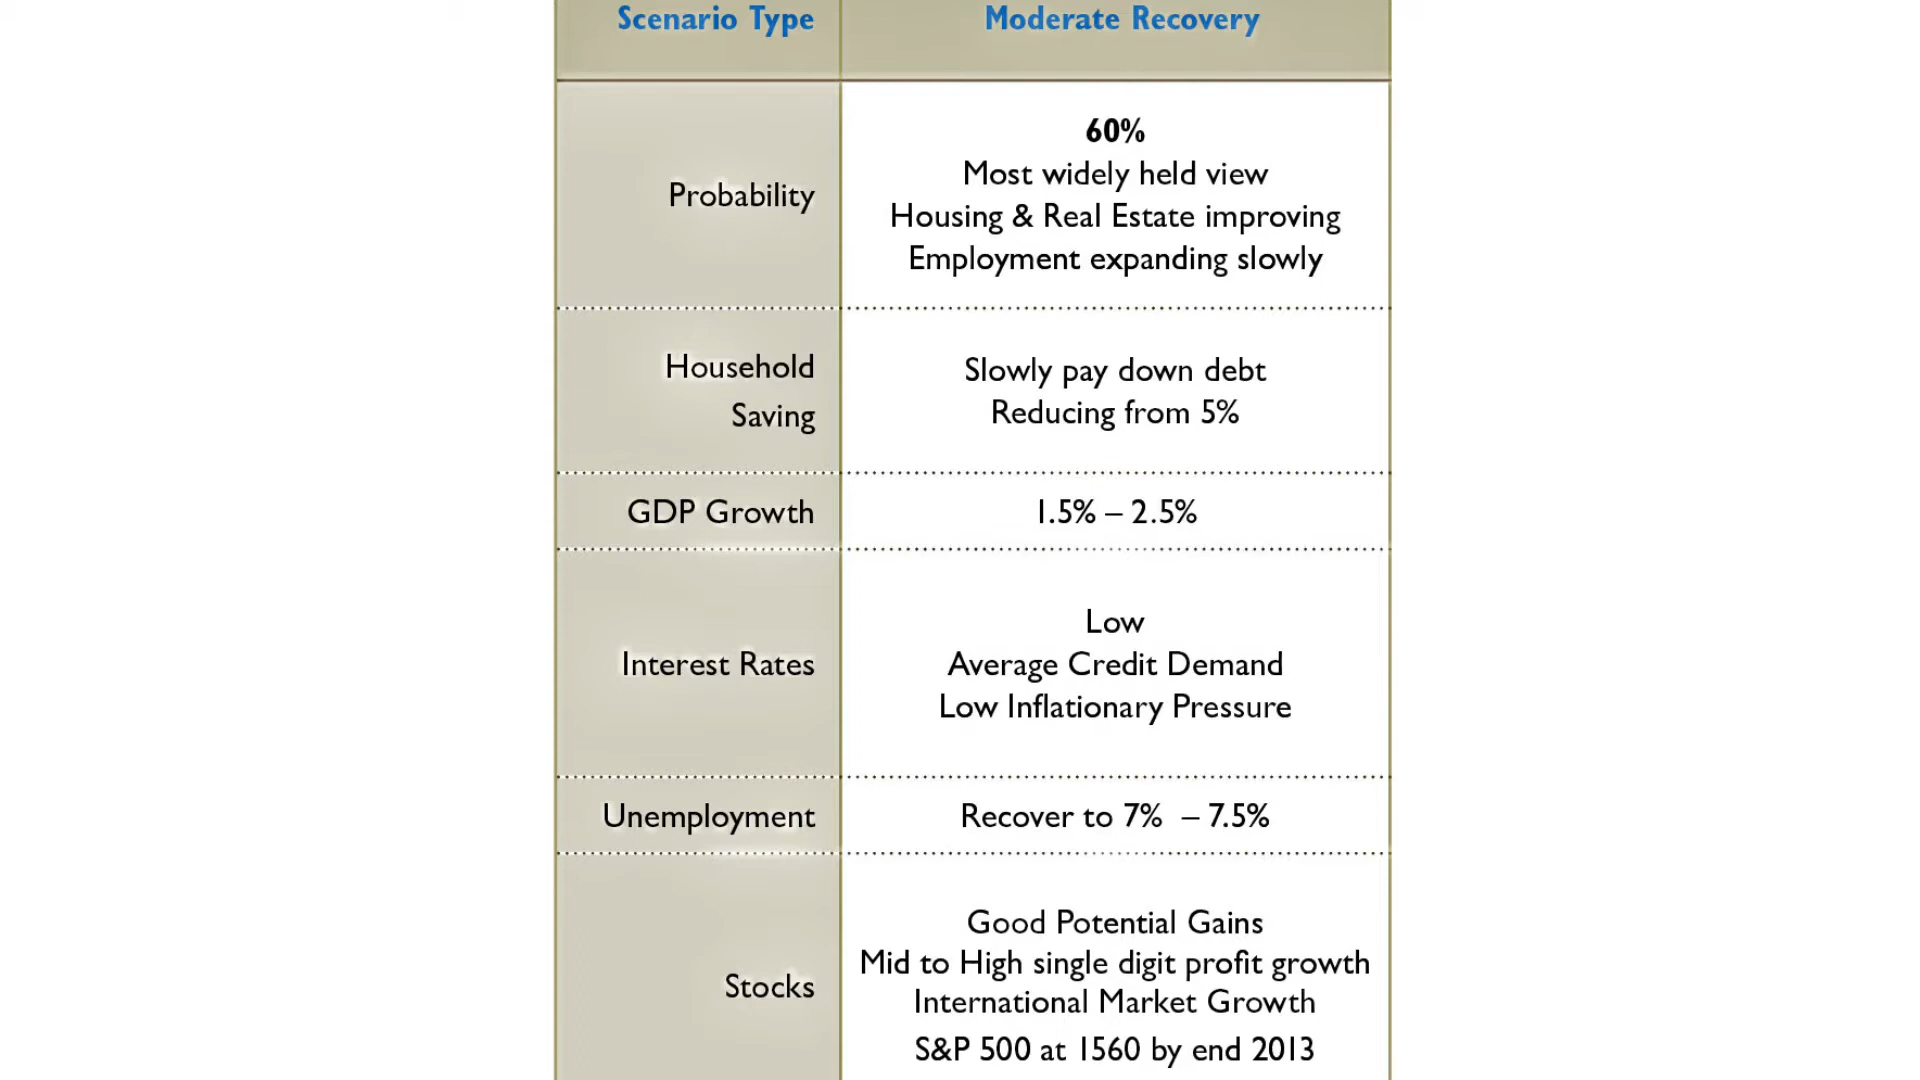 Scenario Type
Moderate Recovery
Probability
60%
Most widely held view
Housing & Real Estate improving
Employment expanding slowly
Household
Saving
Slowly pay down debt
Reducing from 5%
GDP Growth
1.5% – 2.5%
Interest Rates
Low
Average Credit Demand
Low Inflationary Pressure
Unemployment
Recover to 7%  – 7.5%
Stocks
Good Potential Gains
Mid to High single digit profit growth
International Market Growth
S&P 500 at 1560 by end 2013